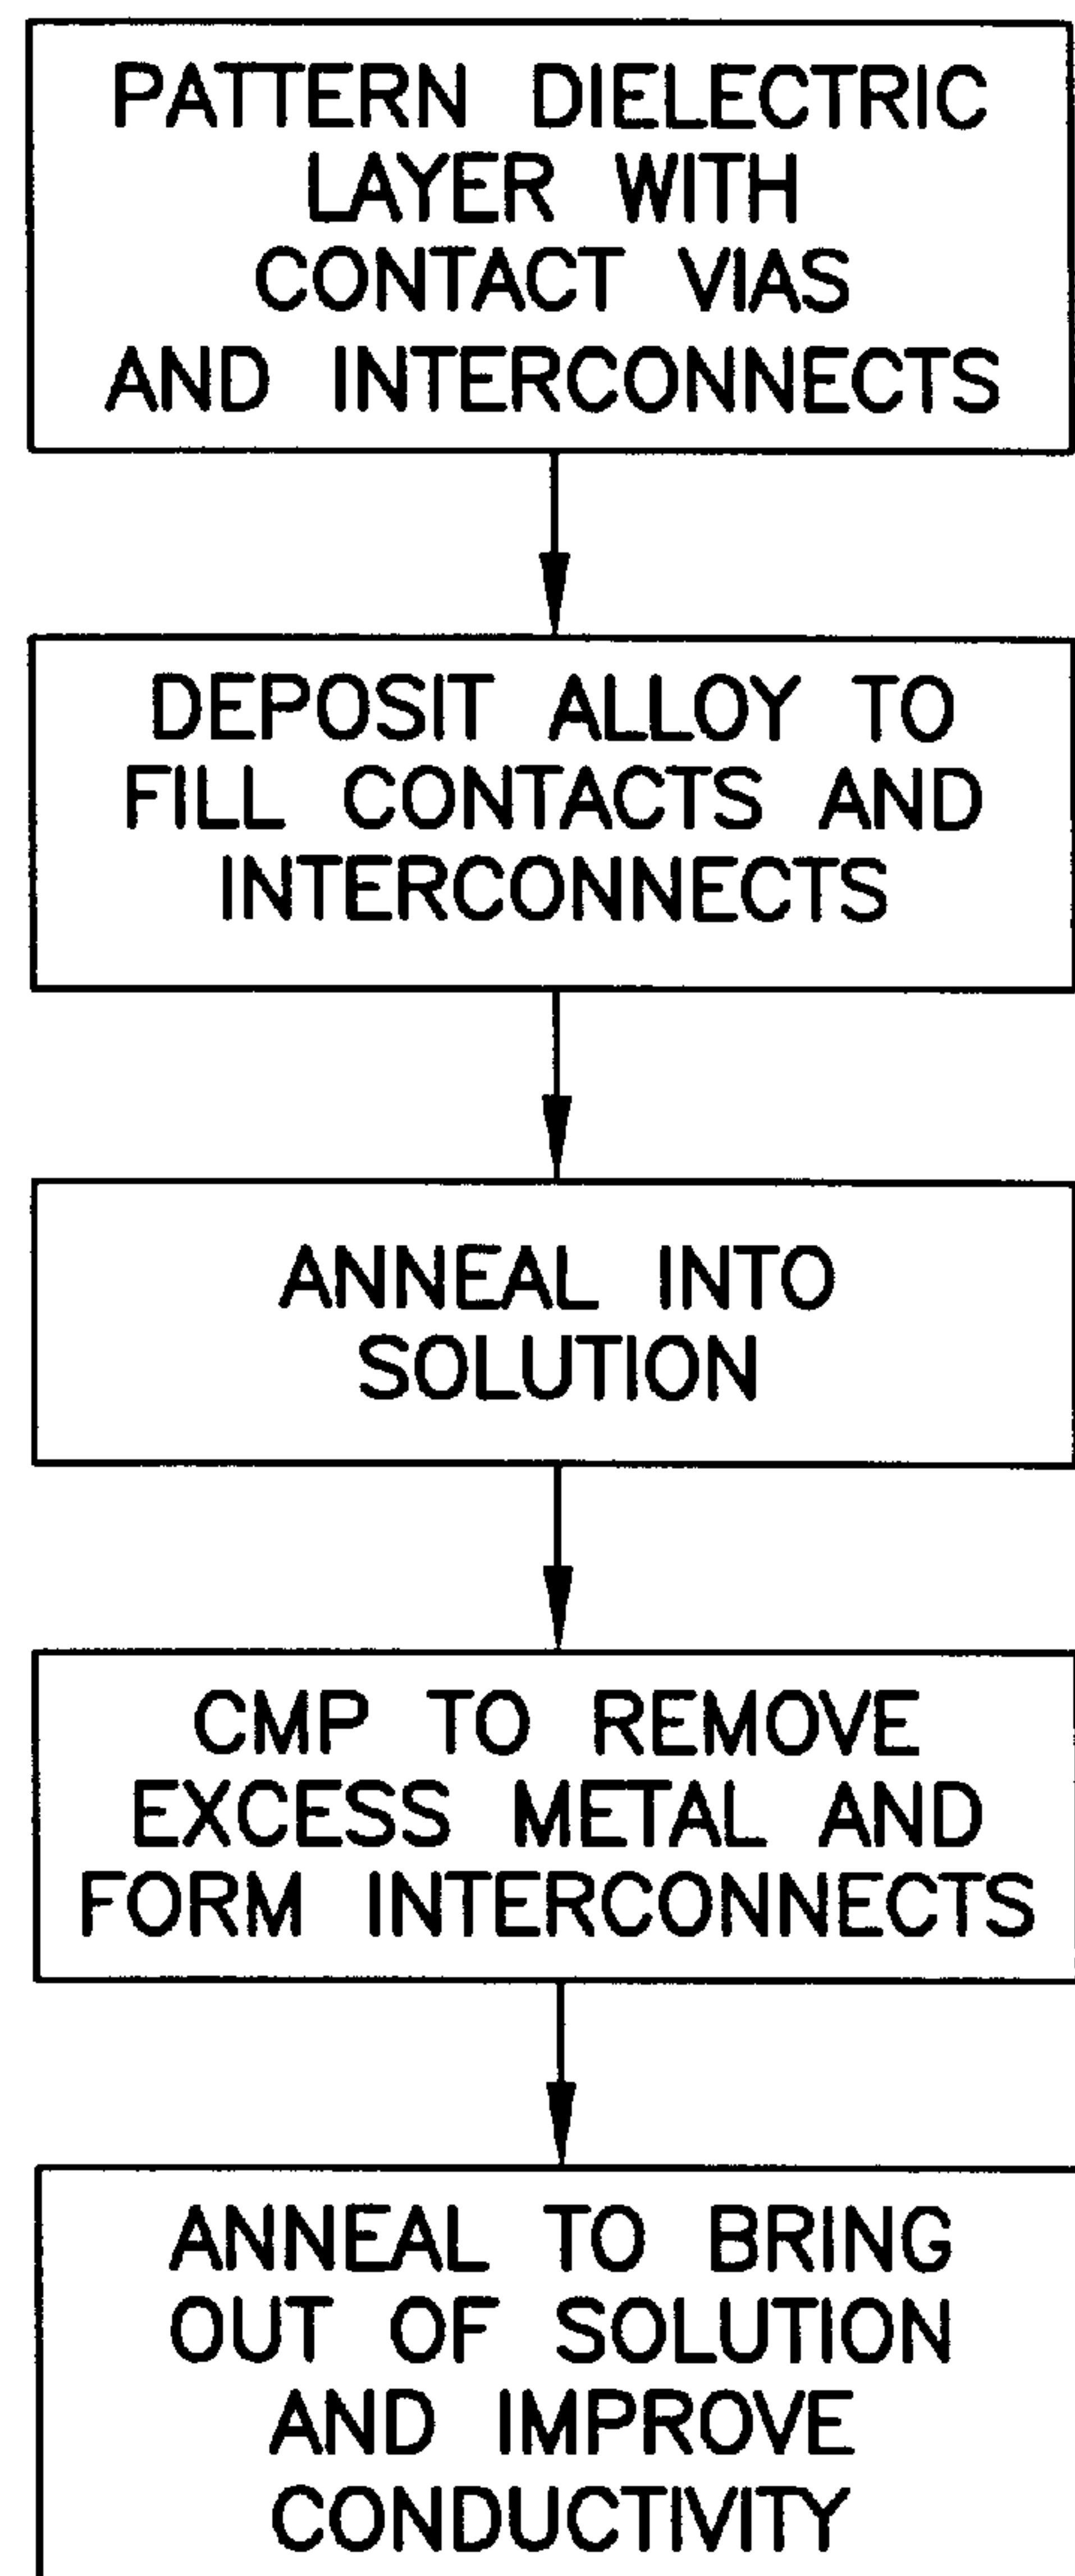 PATTERN DIELECTRIC
LAYER WITH
CONTACT VIAS
AND INTERCONNECTS
DEPOSIT ALLOY TO
FILL CONTACTS AND
INTERCONNECTS
ANNEAL INTO
SOLUTION
CMP TO REMOVE
EXCESS METAL AND
FORM INTERCONNECTS
ANNEAL TO BRING
OUT OF SOLUTION
AND IMPROVE
CONDUCTIVITY